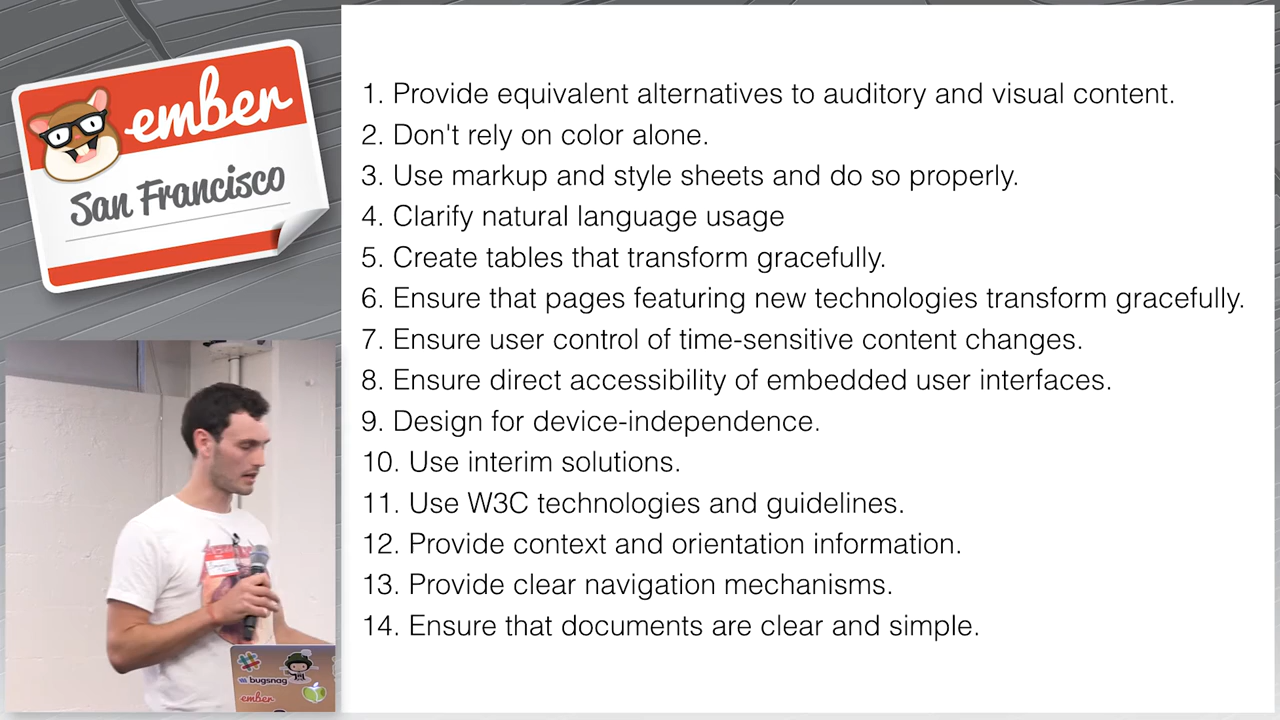 ember
San Francisco
1. Provide equivalent alternatives to auditory and visual content.
2. Don't rely on color alone.
3. Use markup and style sheets and do so properly.
4. Clarify natural language usage
5. Create tables that transform gracefully.
6. Ensure that pages featuring new technologies transform gracefully.
7. Ensure user control of time-sensitive content changes.
8. Ensure direct accessibility of embedded user interfaces.
9. Design for device-independence.
10. Use interim solutions.
11. Use W3C technologies and guidelines.
12. Provide context and orientation information.
13. Provide clear navigation mechanisms.
14. Ensure that documents are clear and simple.
bugsnag
ember